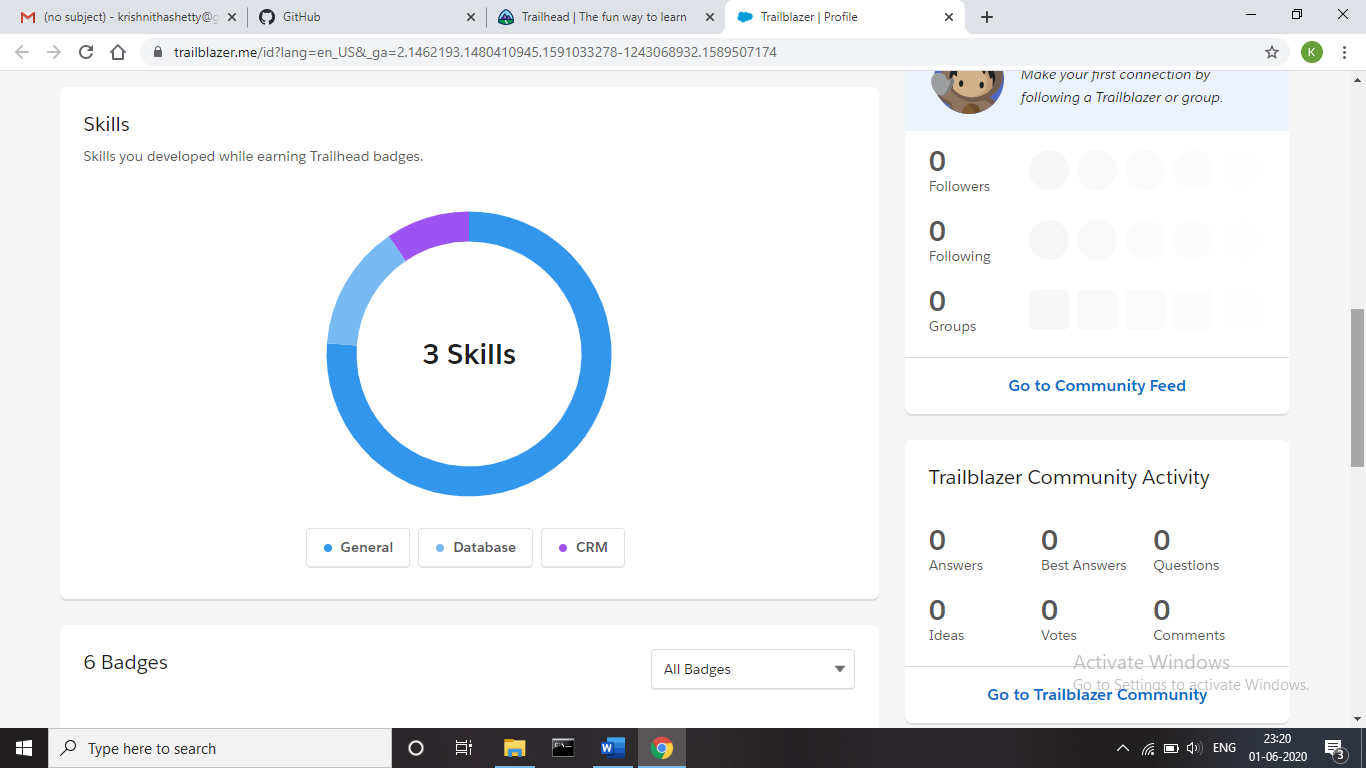 (no subject) - krishnithashetty@g
GitHub
Trailhead | The fun way to learn
Trailblazer | Profile
trailblazer.me/id?lang=en_US&_ga=2.1462193.1480410945.1591033278-1243068932.1589507174
K
Skills
Skills you developed while earning Trailhead badges.
3 Skills
General
Database
CRM
6 Badges
All Badges
Make your first connection by
following a Trailblazer or group.
0
Followers
0
Following
0
Groups
Go to Community Feed
Trailblazer Community Activity
0 0 0
Answers Best Answers Questions
0 0 0
Ideas Votes Comments
Activate Windows
Go to Settings to activate Windows.
Go to Trailblazer Community
Type here to search
ENG
23:20
01-06-2020
3